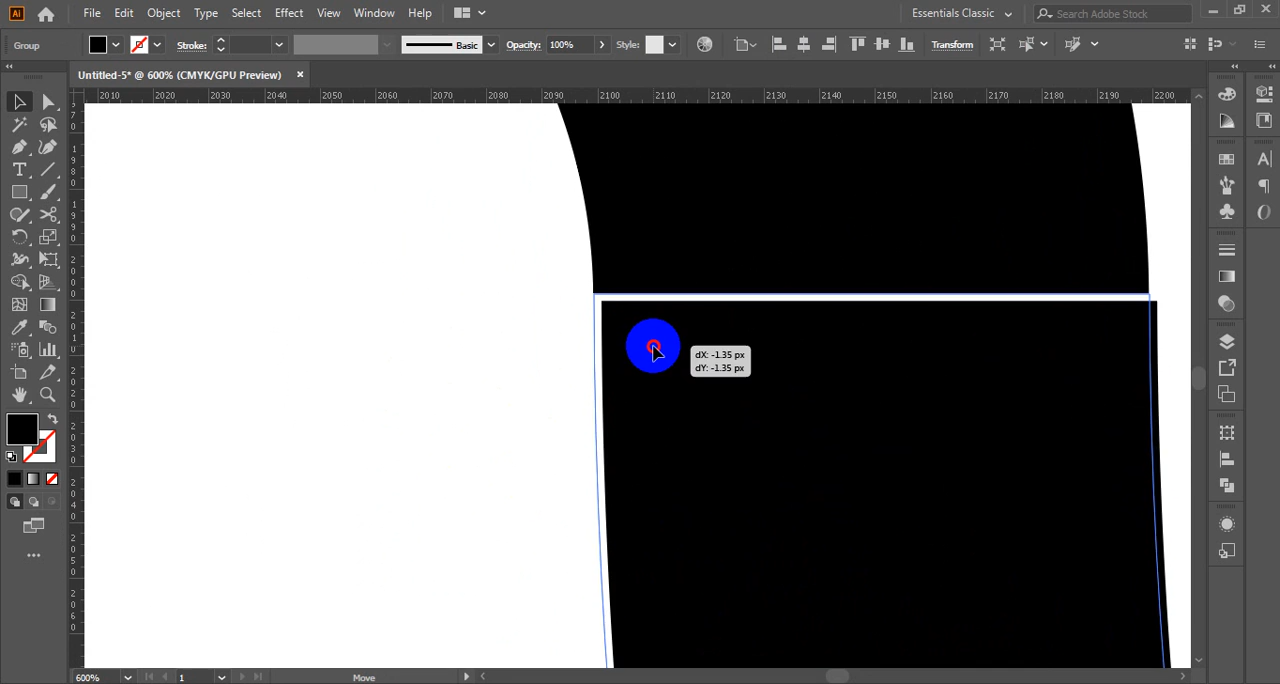 Ai File Edit Object Type Select Effect View Window Help Essentials Classic Search Adobe Stock
Group Stroke: Basic Opacity: 100% Style: Transform
Untitled-5* @ 600% (CMYK/GPU Preview) ×
2010 2020 2030 2040 2050 2060 2070 2080 2090 2100 2110 2120 2130 2140 2150 2160 2170 2180 2190 2200
dX: -1.35 px
dY: -1.35 px
600% 1 Move